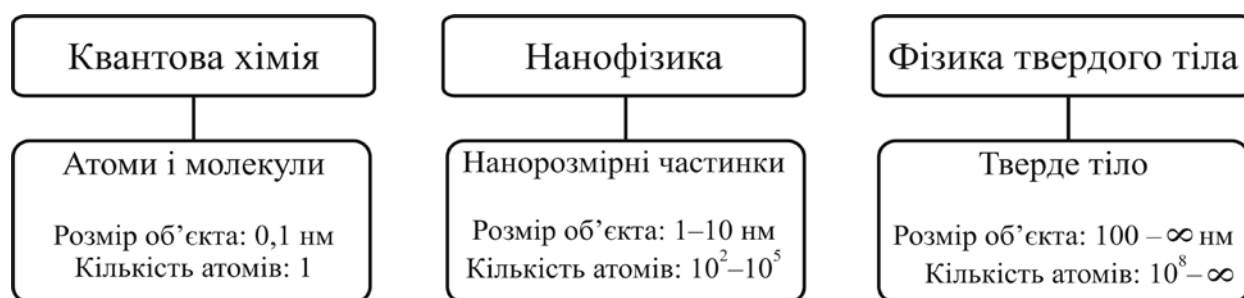 Квантова хімія
Нанофізика
Фізика твердого тіла
Атоми і молекули
Розмір об’єкта: 0,1 нм
Кількість атомів: 1
Нанорозмірні частинки
Розмір об’єкта: 1–10 нм
Кількість атомів: 10²–10⁵
Тверде тіло
Розмір об’єкта: 100 – ∞ нм
Кількість атомів: 10⁸– ∞